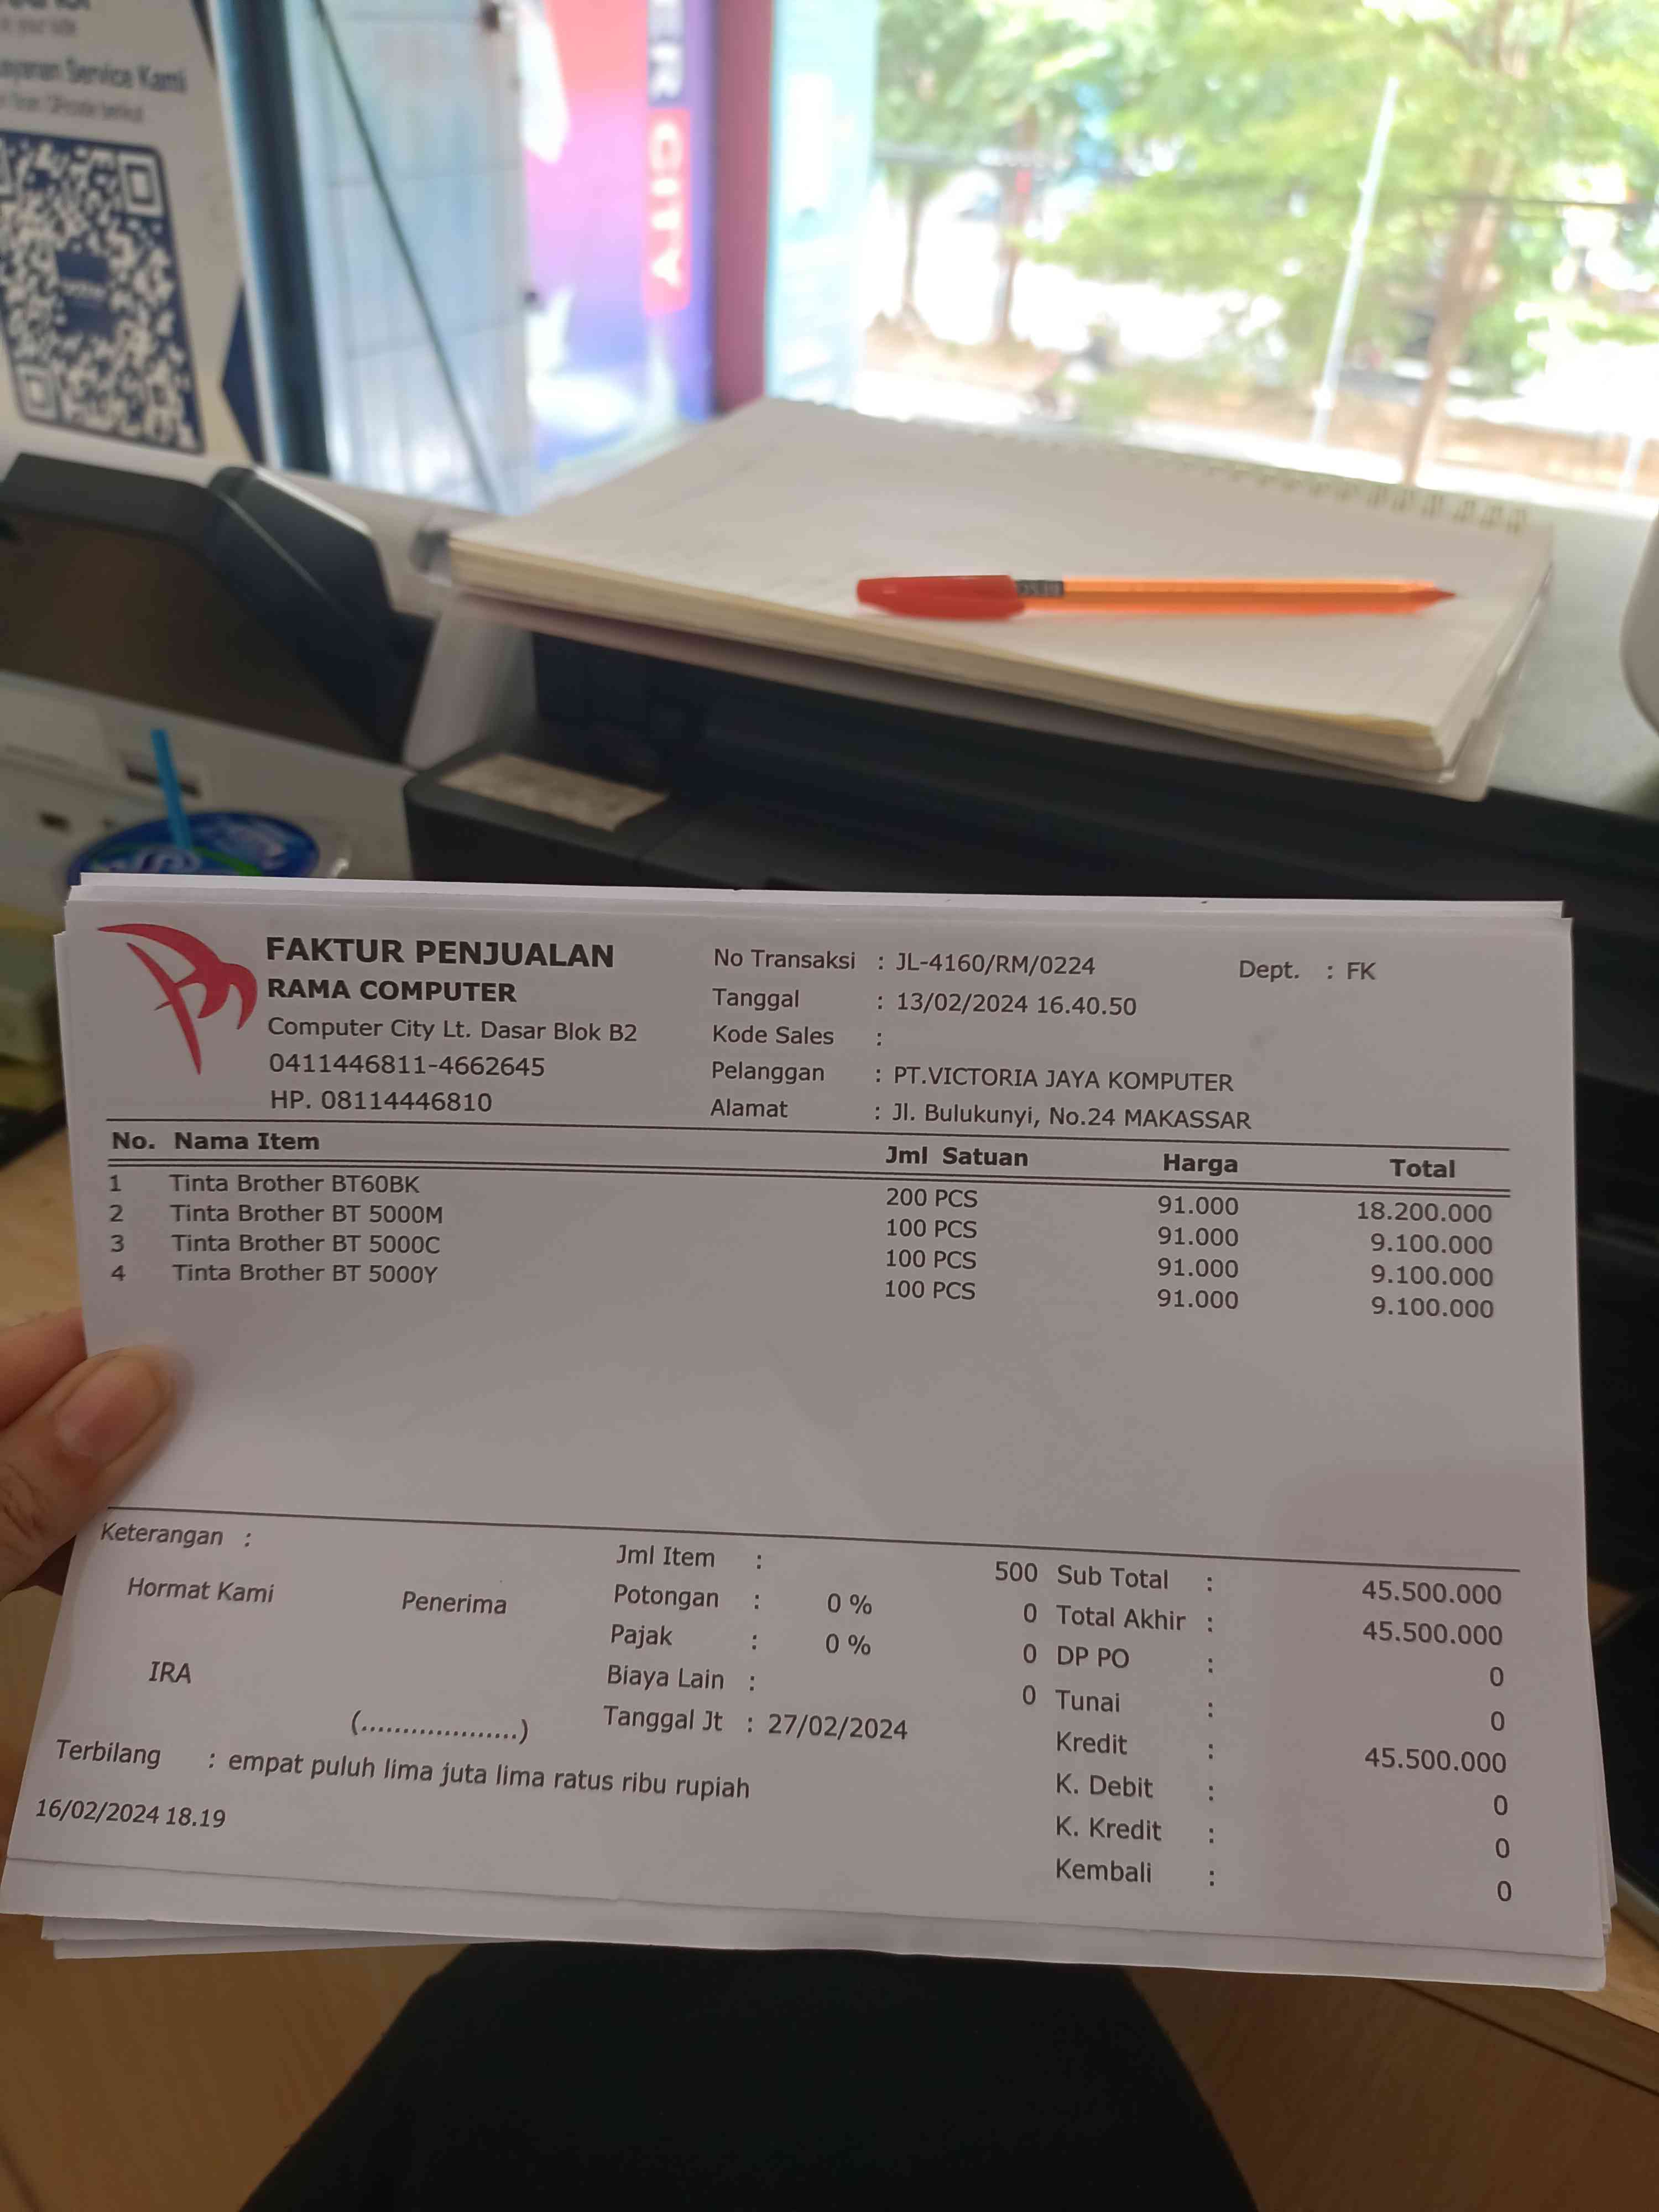 ayaran Service Kami
ER CITY
FAKTUR PENJUALAN
RAMA COMPUTER
Computer City Lt. Dasar Blok B2
0411446811-4662645
HP. 08114446810
No Transaksi : JL-4160/RM/0224
Dept. : FK
Tanggal : 13/02/2024 16.40.50
Kode Sales :
Pelanggan : PT.VICTORIA JAYA KOMPUTER
Alamat : Jl. Bulukunyi, No.24 MAKASSAR
No. Nama Item Jml Satuan Harga Total
1 Tinta Brother BT60BK 200 PCS 91.000 18.200.000
2 Tinta Brother BT 5000M 100 PCS 91.000 9.100.000
3 Tinta Brother BT 5000C 100 PCS 91.000 9.100.000
4 Tinta Brother BT 5000Y 100 PCS 91.000 9.100.000
Keterangan :
Hormat Kami Penerima
IRA
(...................)
Jml Item : 500
Potongan : 0 % 0
Pajak : 0 % 0
Biaya Lain : 0
Tanggal Jt : 27/02/2024
Sub Total : 45.500.000
Total Akhir : 45.500.000
DP PO : 0
Tunai : 0
Kredit : 45.500.000
K. Debit : 0
K. Kredit : 0
Kembali : 0
Terbilang : empat puluh lima juta lima ratus ribu rupiah
16/02/2024 18.19